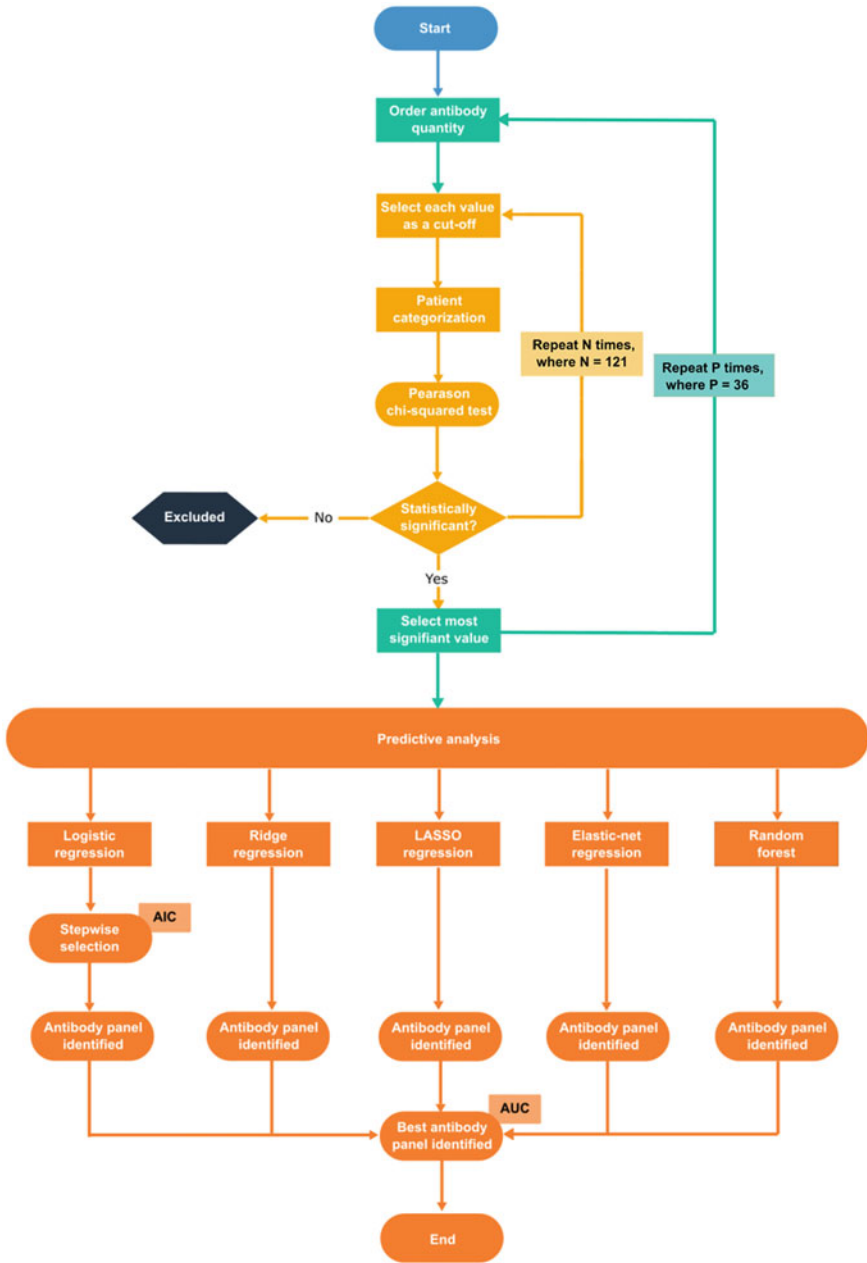 Start
Order antibody
quantity
Select each value
as a cut-off
Patient
categorization
Repeat N times,
where N = 121
Repeat P times,
where P = 36
Pearason
chi-squared test
Statistically
significant?
No
Excluded
Yes
Select most
signifiant value
Predictive analysis
Logistic
regression
Ridge
regression
LASSO
regression
Elastic-net
regression
Random
forest
AIC
Stepwise
selection
Antibody panel
identified
Antibody panel
identified
Antibody panel
identified
Antibody panel
identified
Antibody panel
identified
AUC
Best antibody
panel identified
End